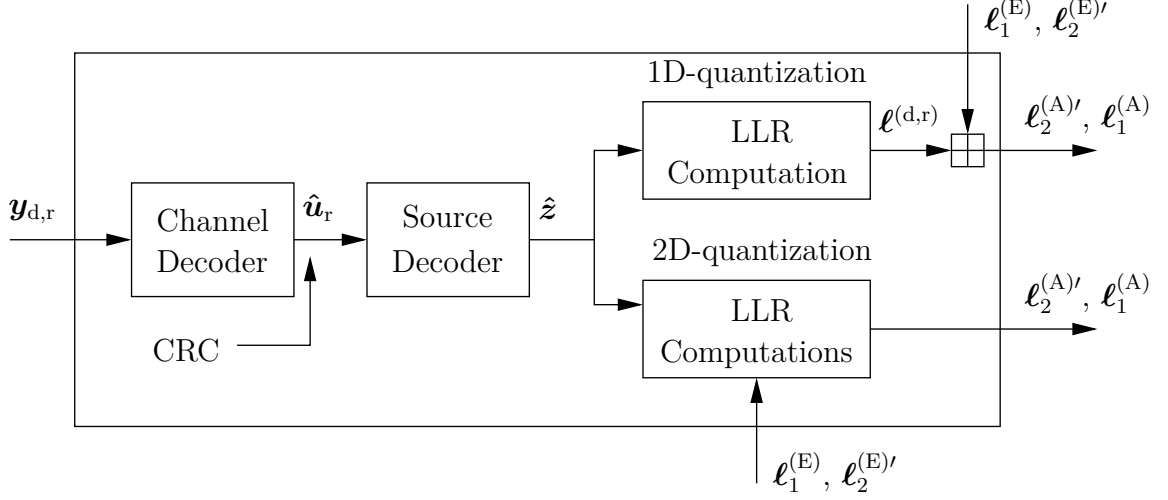 ℓ₁^(E), ℓ₂^(E)′
1D-quantization
ℓ^(d,r)
ℓ₂^(A)′, ℓ₁^(A)
LLR
Computation
y_d,r
Channel
Decoder
û_r
Source
Decoder
ẑ
2D-quantization
ℓ₂^(A)′, ℓ₁^(A)
LLR
Computations
CRC
ℓ₁^(E), ℓ₂^(E)′